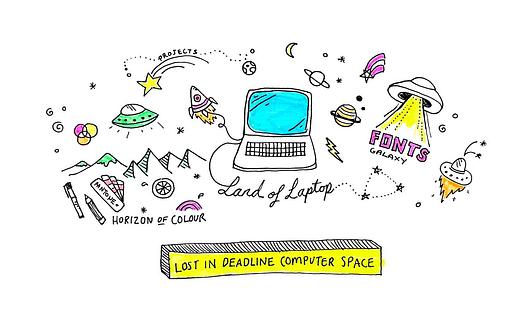 PROJECTS
FONTS
GALAXY
Land of Laptop
PANTONE
HORIZON OF COLOUR
LOST IN DEADLINE COMPUTER SPACE